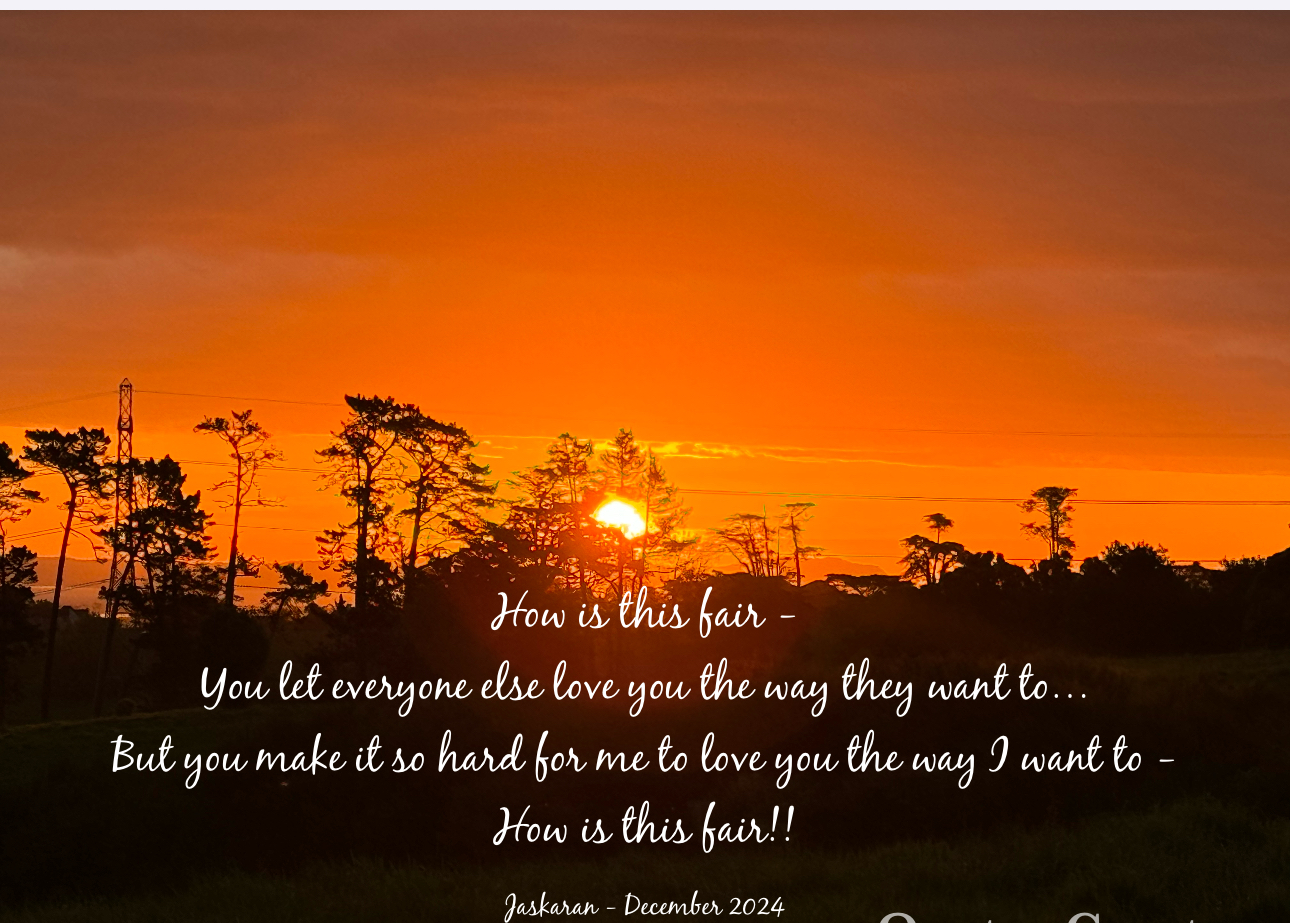 How is this fair -
You let everyone else love you the way they want to...
But you make it so hard for me to love you the way I want to -
How is this fair!!
Jaskaran - December 2024